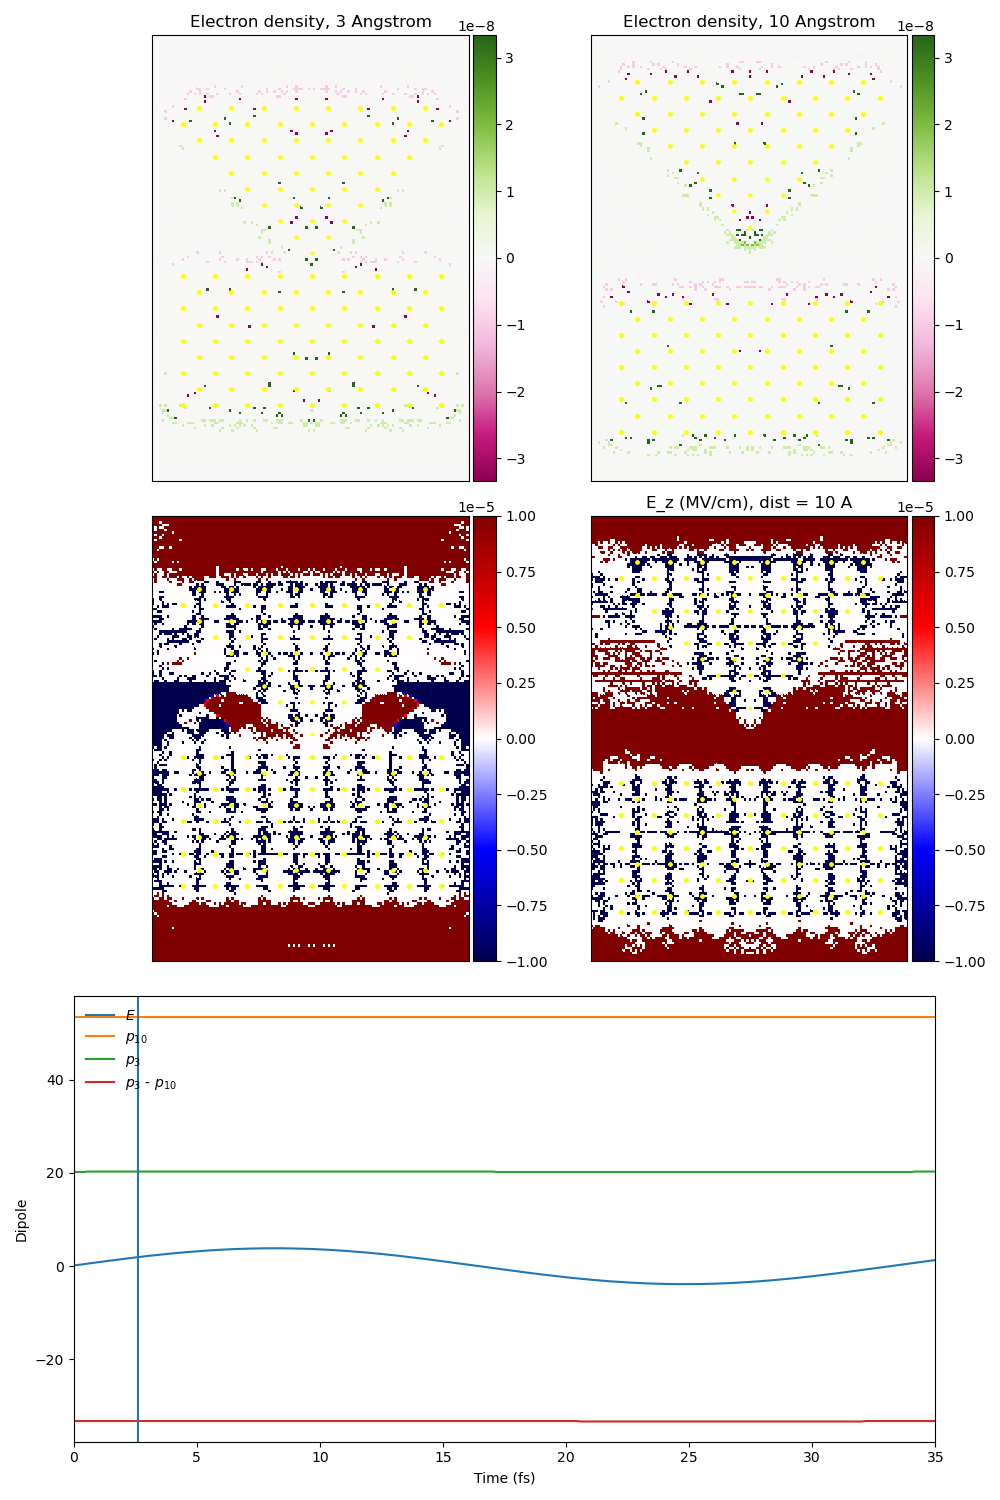 Electron density, 3 Angstrom
1e−8
3
2
1
0
−1
−2
−3
Electron density, 10 Angstrom
1e−8
3
2
1
0
−1
−2
−3
1e−5
1.00
0.75
0.50
0.25
0.00
−0.25
−0.50
−0.75
−1.00
E_z (MV/cm), dist = 10 A
1e−5
1.00
0.75
0.50
0.25
0.00
−0.25
−0.50
−0.75
−1.00
E
p10
p3
p3 - p10
40
20
0
−20
Dipole
0 5 10 15 20 25 30 35
Time (fs)